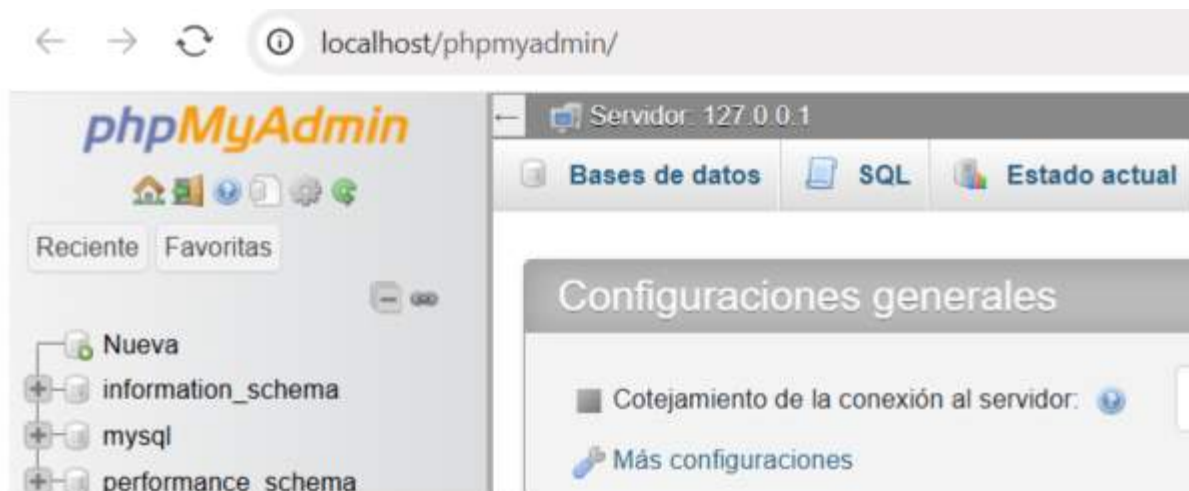 localhost/phpmyadmin/
phpMyAdmin
Reciente Favoritas
Nueva
information_schema
mysql
performance_schema
Servidor: 127.0.0.1
Bases de datos SQL Estado actual
Configuraciones generales
Cotejamiento de la conexión al servidor:
Más configuraciones